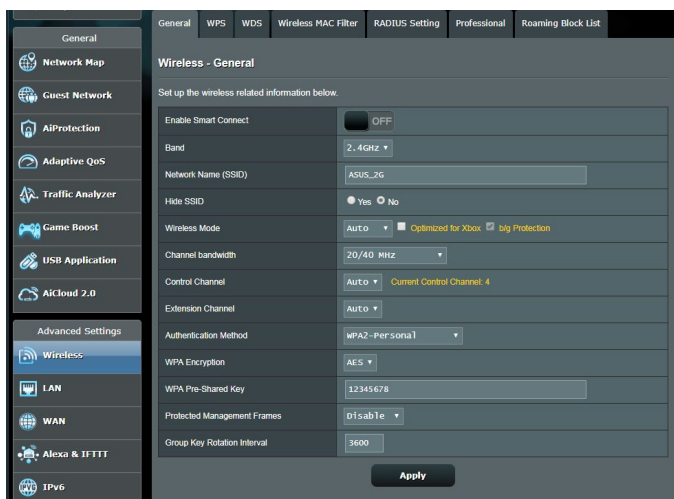 General WPS WDS Wireless MAC Filter RADIUS Setting Professional Roaming Block List
General
Network Map
Guest Network
AiProtection
Adaptive QoS
Traffic Analyzer
Game Boost
USB Application
AiCloud 2.0
Advanced Settings
Wireless
LAN
WAN
Alexa & IFTTT
IPv6
Wireless - General
Set up the wireless related information below.
Enable Smart Connect OFF
Band 2.4GHz
Network Name (SSID) ASUS_2G
Hide SSID Yes No
Wireless Mode Auto Optimized for Xbox b/g Protection
Channel bandwidth 20/40 MHz
Control Channel Auto Current Control Channel: 4
Extension Channel Auto
Authentication Method WPA2-Personal
WPA Encryption AES
WPA Pre-Shared Key 12345678
Protected Management Frames Disable
Group Key Rotation Interval 3600
Apply